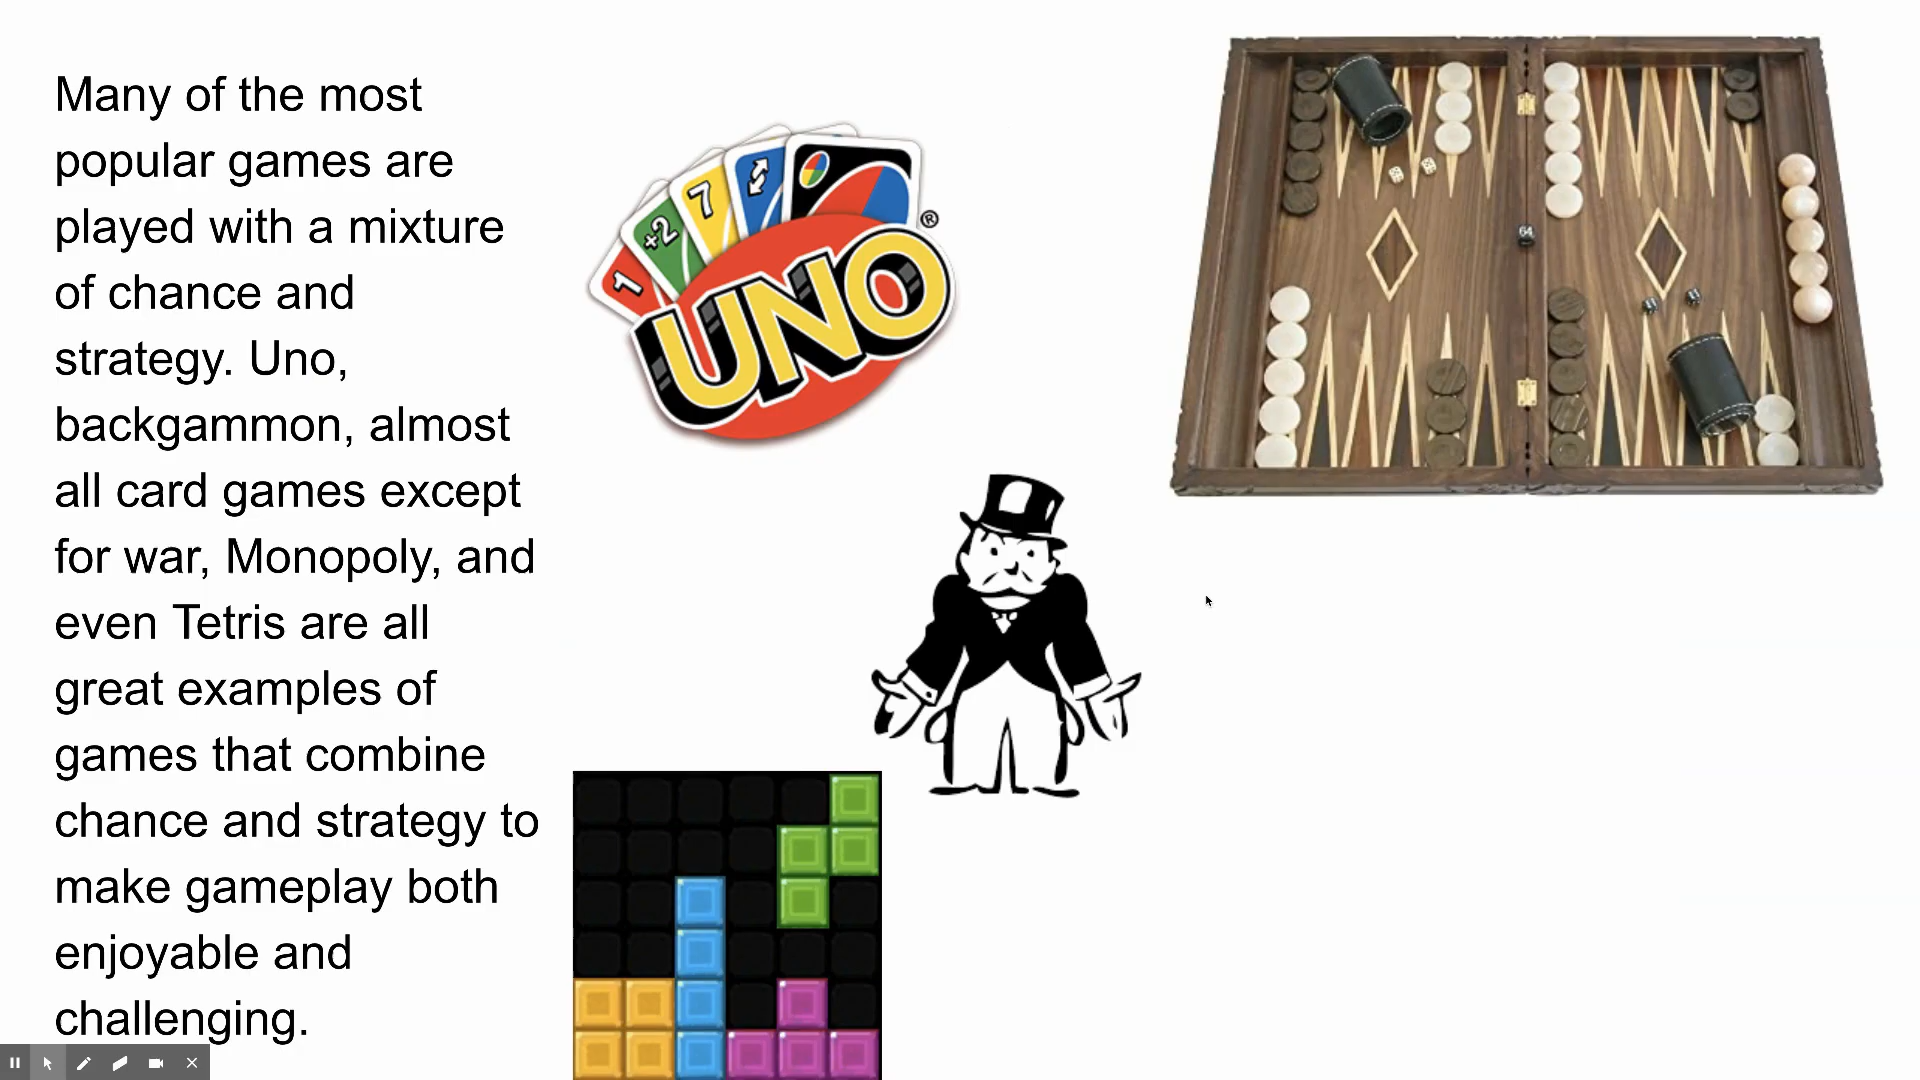 Many of the most
popular games are
played with a mixture
of chance and
strategy. Uno,
backgammon, almost
all card games except
for war, Monopoly, and
even Tetris are all
great examples of
games that combine
chance and strategy to
make gameplay both
enjoyable and
challenging.
1
+2
7
®
UNO
64